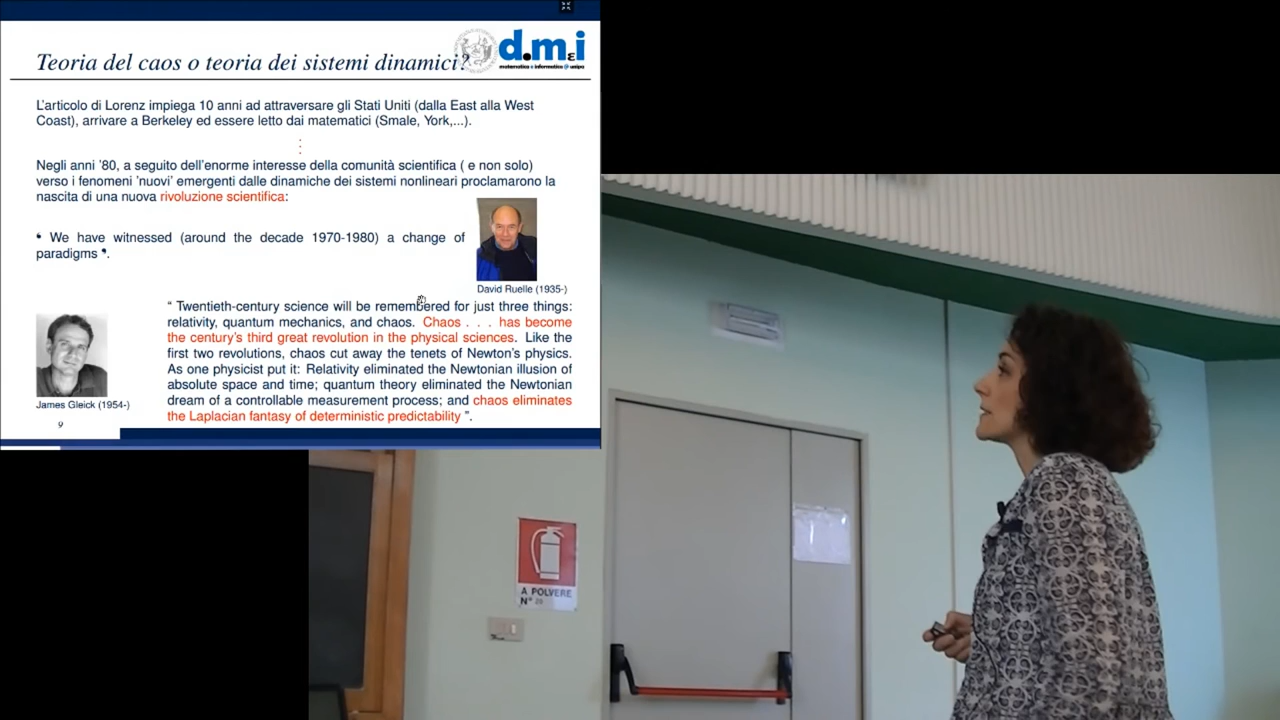 Teoria del caos o teoria dei sistemi dinamici?
d.mεi
matematica e informatica @ unipa
L'articolo di Lorenz impiega 10 anni ad attraversare gli Stati Uniti (dalla East alla West
Coast), arrivare a Berkeley ed essere letto dai matematici (Smale, York,...).
Negli anni '80, a seguito dell'enorme interesse della comunità scientifica ( e non solo)
verso i fenomeni 'nuovi' emergenti dalle dinamiche dei sistemi nonlineari proclamarono la
nascita di una nuova rivoluzione scientifica:
❛ We have witnessed (around the decade 1970-1980) a change of
paradigms ❜.
David Ruelle (1935-)
“ Twentieth-century science will be remembered for just three things:
relativity, quantum mechanics, and chaos. Chaos . . . has become
the century's third great revolution in the physical sciences. Like the
first two revolutions, chaos cut away the tenets of Newton's physics.
As one physicist put it: Relativity eliminated the Newtonian illusion of
absolute space and time; quantum theory eliminated the Newtonian
dream of a controllable measurement process; and chaos eliminates
the Laplacian fantasy of deterministic predictability ”.
James Gleick (1954-)
9
A POLVERE
N°